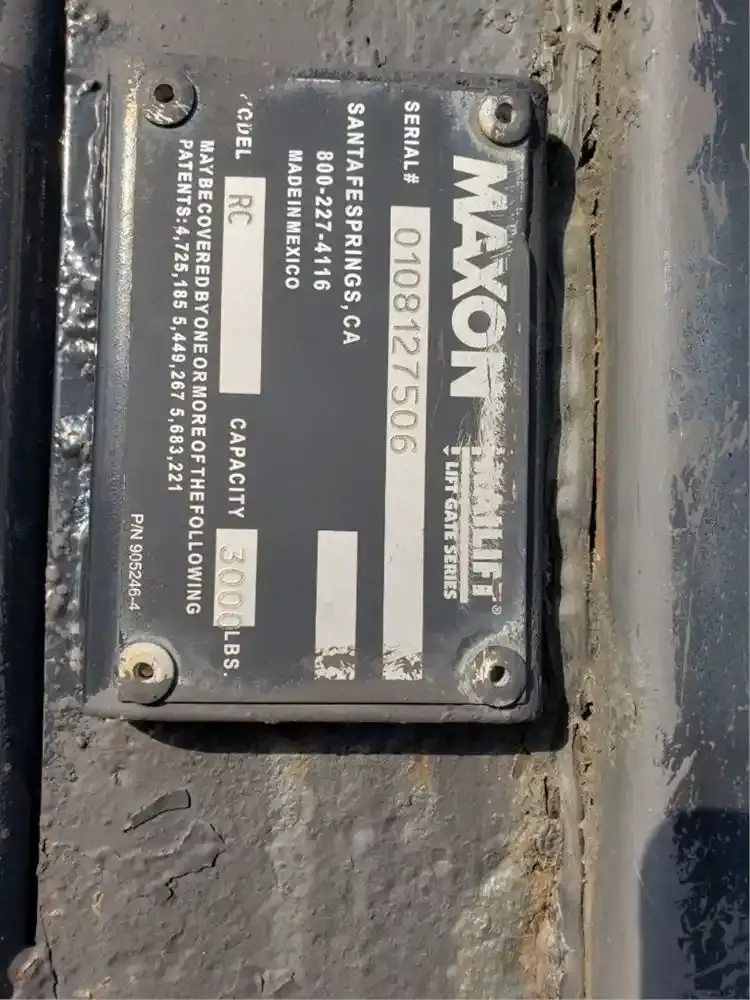 MAXON TAILIFT®
LIFT GATE SERIES
SERIAL# 0108127506
SANTA FE SPRINGS, CA
800-227-4116
MADE IN MEXICO
MODEL RC CAPACITY 3000 LBS.
MAY BE COVERED BY ONE OR MORE OF THE FOLLOWING
PATENTS: 4,725,185 5,449,267 5,683,221
P/N 905246-4